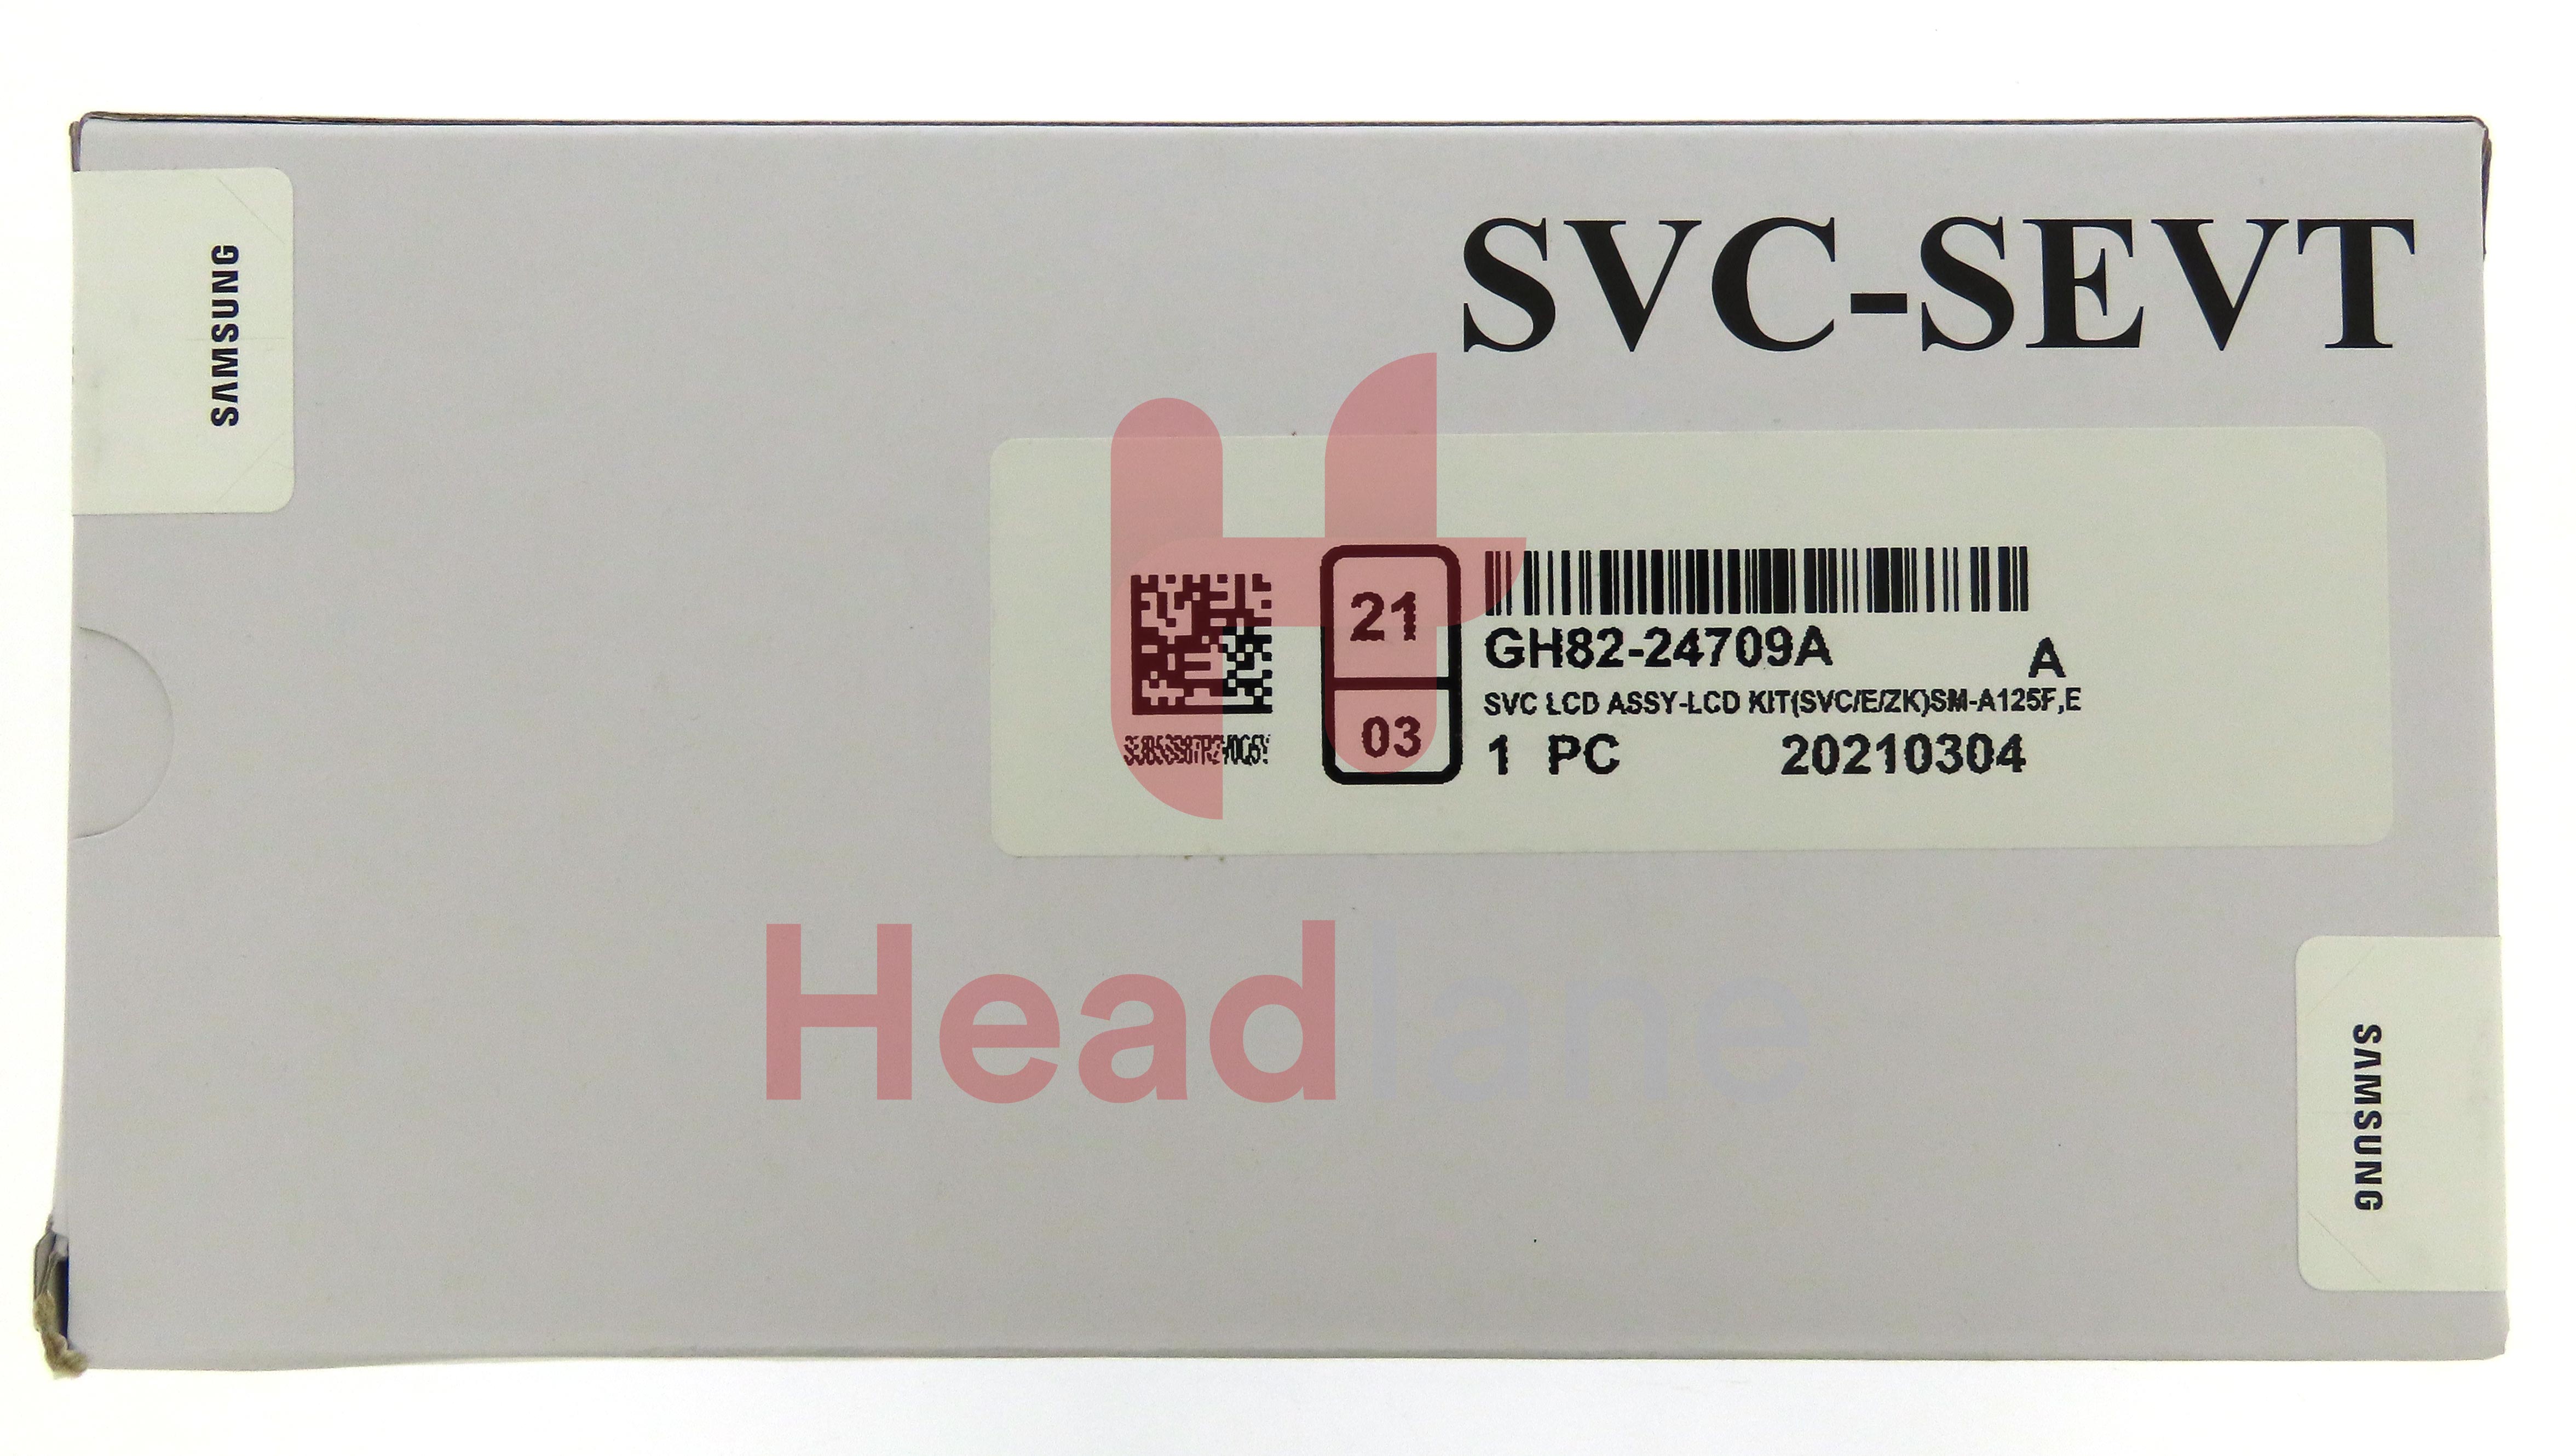 SVC-SEVT
SAMSUNG
21
03
GH82-24709A
A
SVC LCD ASSY-LCD KIT(SVC/E/ZK)SM-A125F,E
1 PC 20210304
Headlane
SAMSUNG